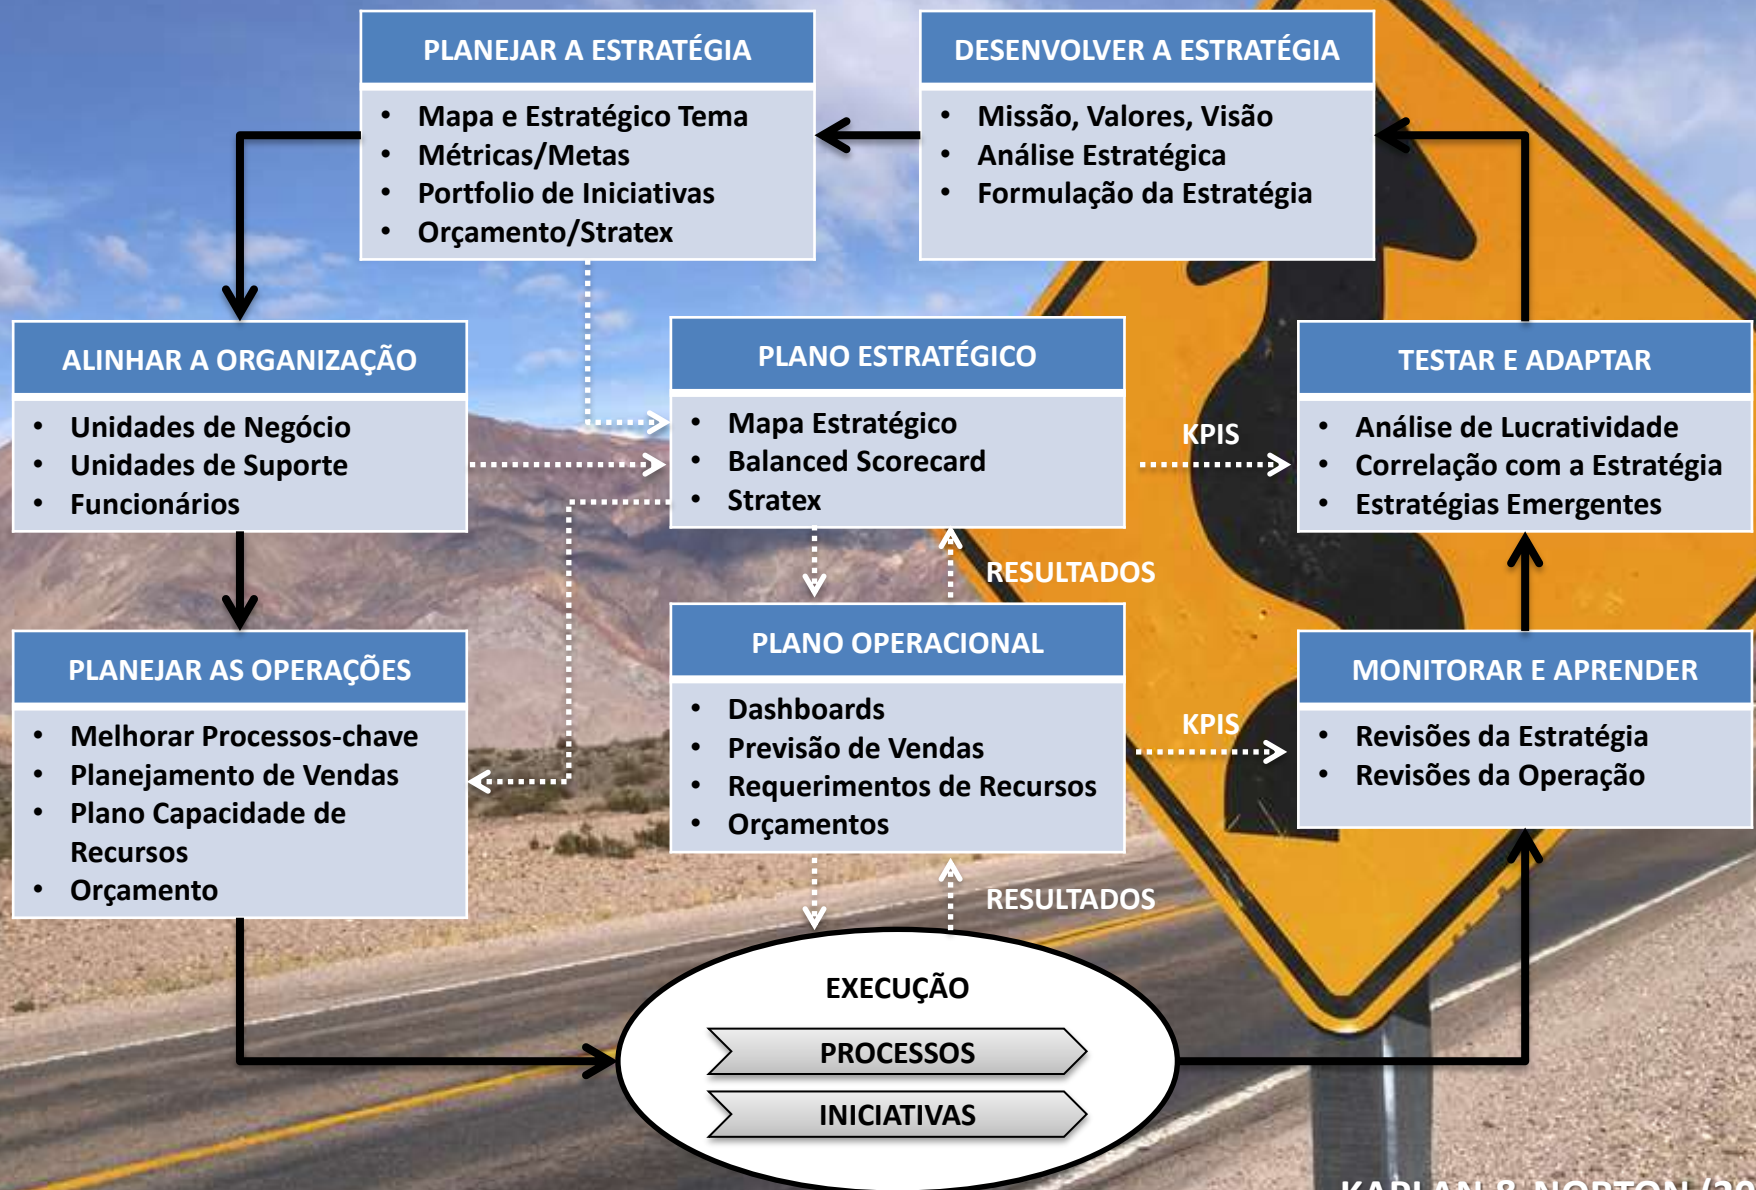 PLANEJAR A ESTRATÉGIA
• Mapa e Estratégico Tema
• Métricas/Metas
• Portfolio de Iniciativas
• Orçamento/Stratex
DESENVOLVER A ESTRATÉGIA
• Missão, Valores, Visão
• Análise Estratégica
• Formulação da Estratégia
ALINHAR A ORGANIZAÇÃO
• Unidades de Negócio
• Unidades de Suporte
• Funcionários
PLANO ESTRATÉGICO
• Mapa Estratégico
• Balanced Scorecard
• Stratex
KPIS
TESTAR E ADAPTAR
• Análise de Lucratividade
• Correlação com a Estratégia
• Estratégias Emergentes
RESULTADOS
PLANEJAR AS OPERAÇÕES
• Melhorar Processos-chave
• Planejamento de Vendas
• Plano Capacidade de
Recursos
• Orçamento
PLANO OPERACIONAL
• Dashboards
• Previsão de Vendas
• Requerimentos de Recursos
• Orçamentos
KPIS
MONITORAR E APRENDER
• Revisões da Estratégia
• Revisões da Operação
RESULTADOS
EXECUÇÃO
PROCESSOS
INICIATIVAS
KAPLAN & NORTON